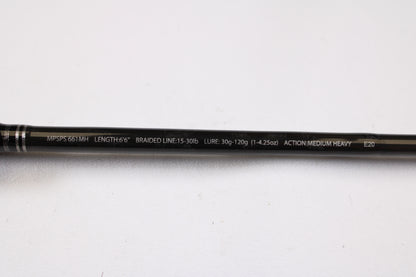 MPSPS 661MH LENGTH:6'6" BRAIDED LINE:15-30lb LURE: 30g-120g (1-4.25oz) ACTION:MEDIUM HEAVY E20